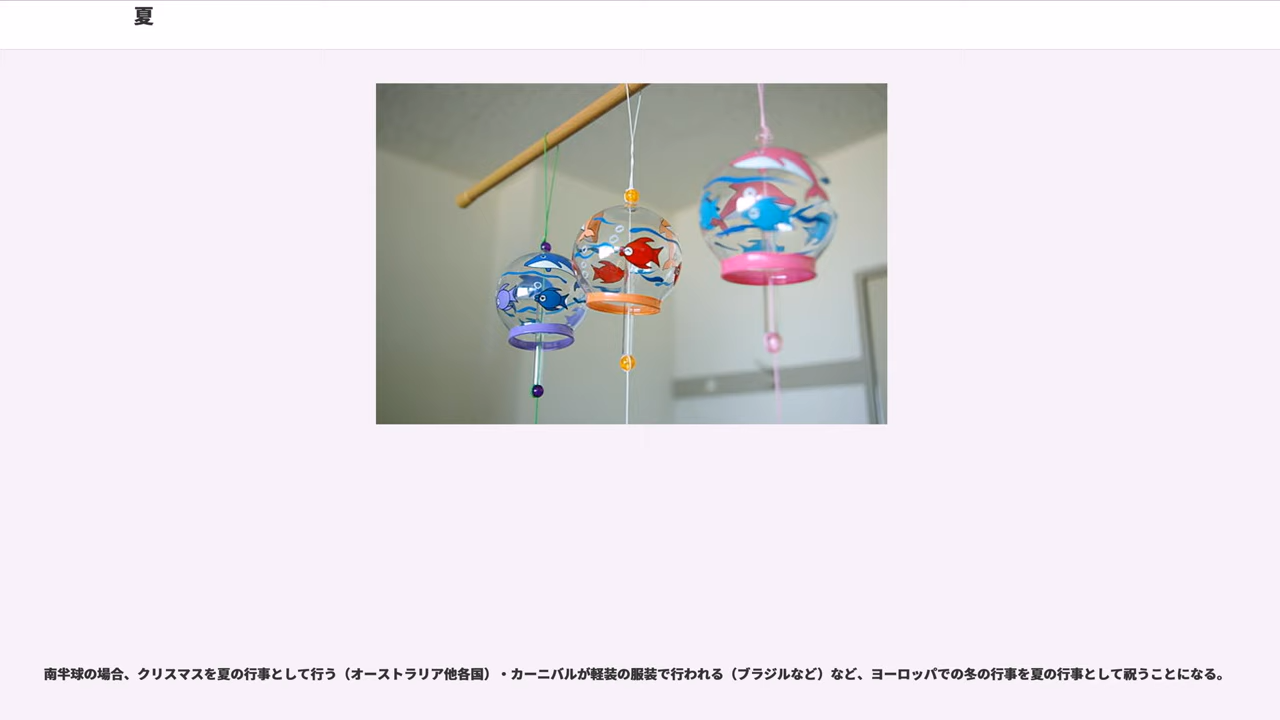 夏
南半球の場合、クリスマスを夏の行事として行う（オーストラリア他各国）・カーニバルが軽装の服装で行われる（ブラジルなど）など、ヨーロッパでの冬の行事を夏の行事として祝うことになる。